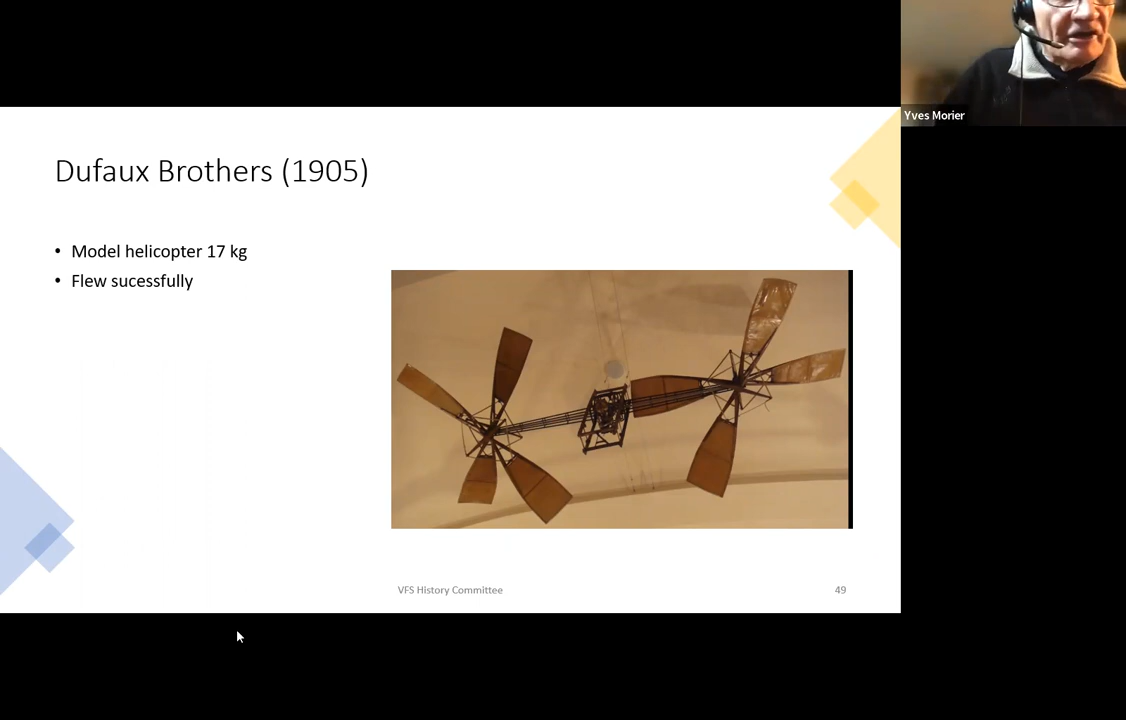 Yves Morier
Dufaux Brothers (1905)
• Model helicopter 17 kg
• Flew sucessfully
VFS History Committee
49